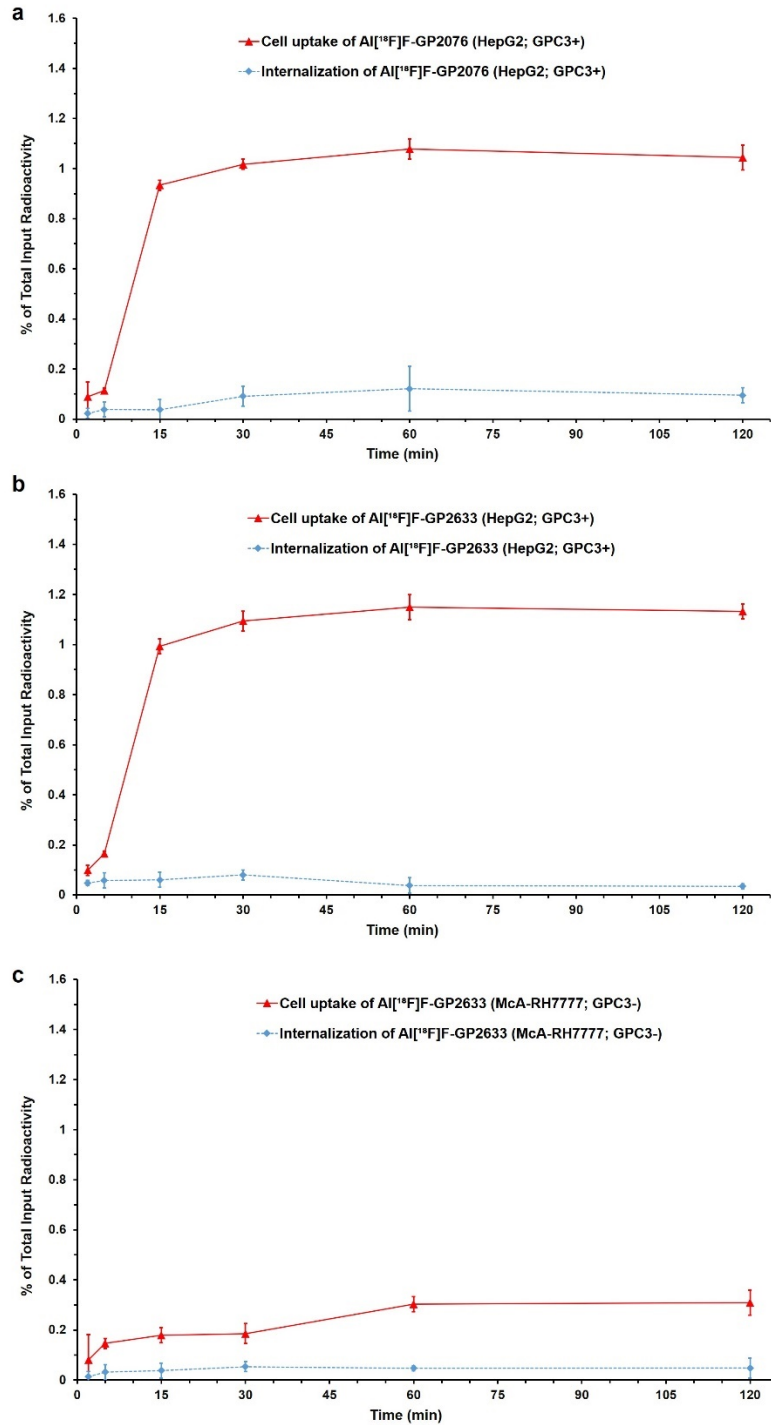 a
1.6
Cell uptake of Al[¹⁸F]F-GP2076 (HepG2; GPC3+)
1.4
Internalization of Al[¹⁸F]F-GP2076 (HepG2; GPC3+)
1.2
1
0.8
0.6
0.4
0.2
0
% of Total Input Radioactivity
0 15 30 45 60 75 90 105 120
Time (min)
b
1.6
Cell uptake of Al[¹⁸F]F-GP2633 (HepG2; GPC3+)
1.4
Internalization of Al[¹⁸F]F-GP2633 (HepG2; GPC3+)
1.2
1
0.8
0.6
0.4
0.2
0
% of Total Input Radioactivity
0 15 30 45 60 75 90 105 120
Time (min)
c
1.6
Cell uptake of Al[¹⁸F]F-GP2633 (McA-RH7777; GPC3-)
1.4
Internalization of Al[¹⁸F]F-GP2633 (McA-RH7777; GPC3-)
1.2
1
0.8
0.6
0.4
0.2
0
% of Total Input Radioactivity
0 15 30 45 60 75 90 105 120
Time (min)